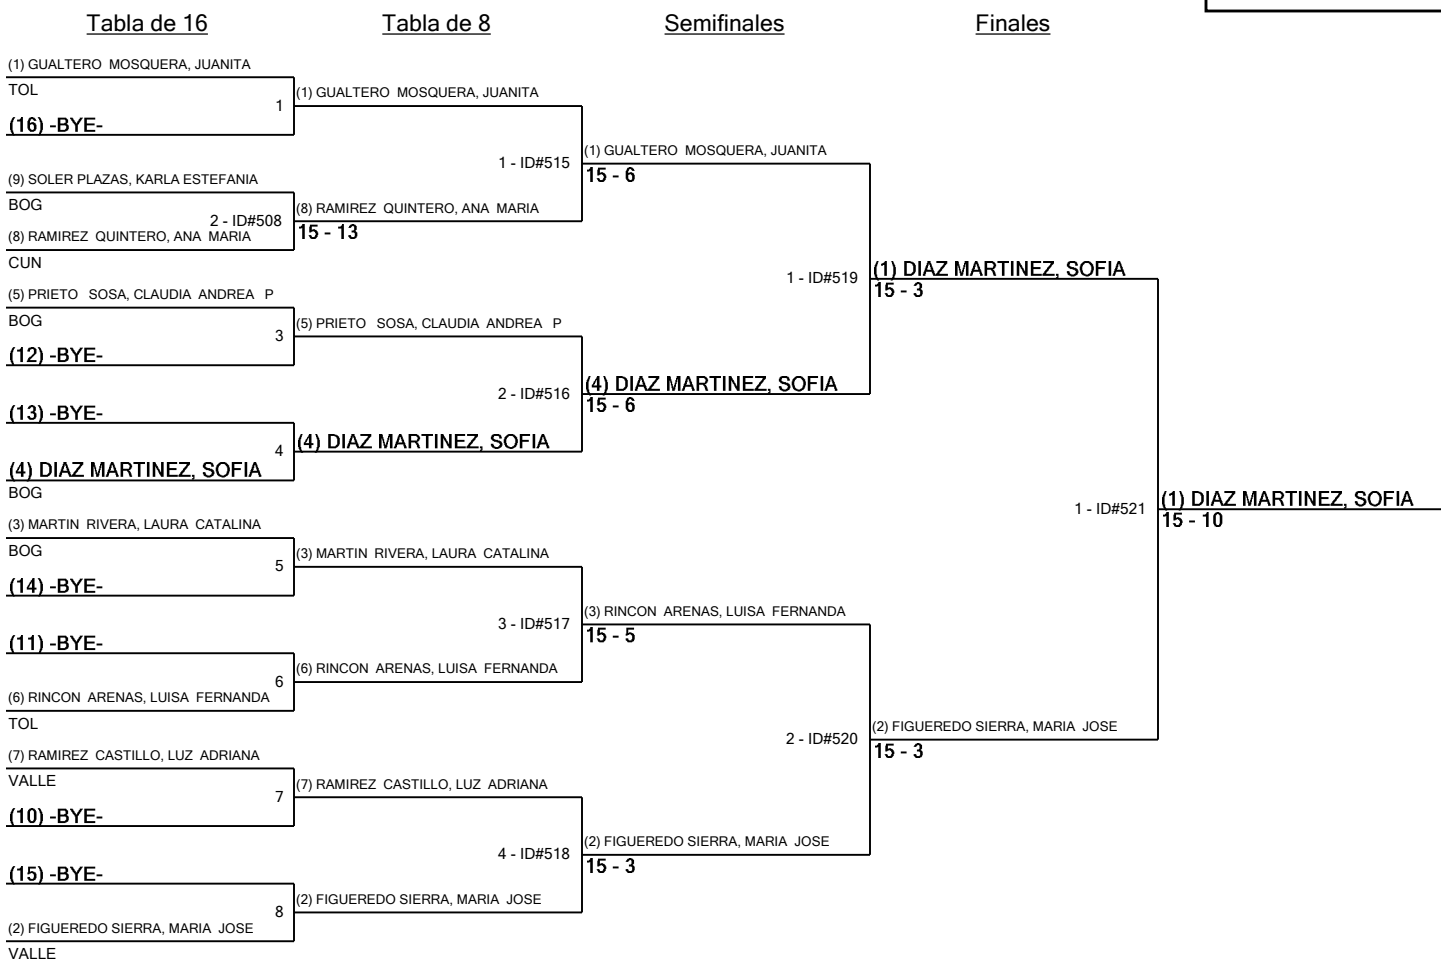 Tabla de 16
Tabla de 8
Semifinales
Finales
(1) GUALTERO MOSQUERA, JUANITA
TOL
1
(16) -BYE-
(9) SOLER PLAZAS, KARLA ESTEFANIA
BOG
2 - ID#508
(8) RAMIREZ QUINTERO, ANA MARIA
CUN
(5) PRIETO SOSA, CLAUDIA ANDREA P
BOG
3
(12) -BYE-
(13) -BYE-
4
(4) DIAZ MARTINEZ, SOFIA
BOG
(3) MARTIN RIVERA, LAURA CATALINA
BOG
5
(14) -BYE-
(11) -BYE-
6
(6) RINCON ARENAS, LUISA FERNANDA
TOL
(7) RAMIREZ CASTILLO, LUZ ADRIANA
VALLE
7
(10) -BYE-
(15) -BYE-
8
(2) FIGUEREDO SIERRA, MARIA JOSE
VALLE
(1) GUALTERO MOSQUERA, JUANITA
1 - ID#515
(8) RAMIREZ QUINTERO, ANA MARIA
15 - 13
(5) PRIETO SOSA, CLAUDIA ANDREA P
2 - ID#516
(4) DIAZ MARTINEZ, SOFIA
(3) MARTIN RIVERA, LAURA CATALINA
3 - ID#517
(6) RINCON ARENAS, LUISA FERNANDA
(7) RAMIREZ CASTILLO, LUZ ADRIANA
4 - ID#518
(2) FIGUEREDO SIERRA, MARIA JOSE
(1) GUALTERO MOSQUERA, JUANITA
15 - 6
1 - ID#519
(4) DIAZ MARTINEZ, SOFIA
15 - 6
(3) RINCON ARENAS, LUISA FERNANDA
15 - 5
2 - ID#520
(2) FIGUEREDO SIERRA, MARIA JOSE
15 - 3
(1) DIAZ MARTINEZ, SOFIA
15 - 3
1 - ID#521
(2) FIGUEREDO SIERRA, MARIA JOSE
15 - 3
(1) DIAZ MARTINEZ, SOFIA
15 - 10